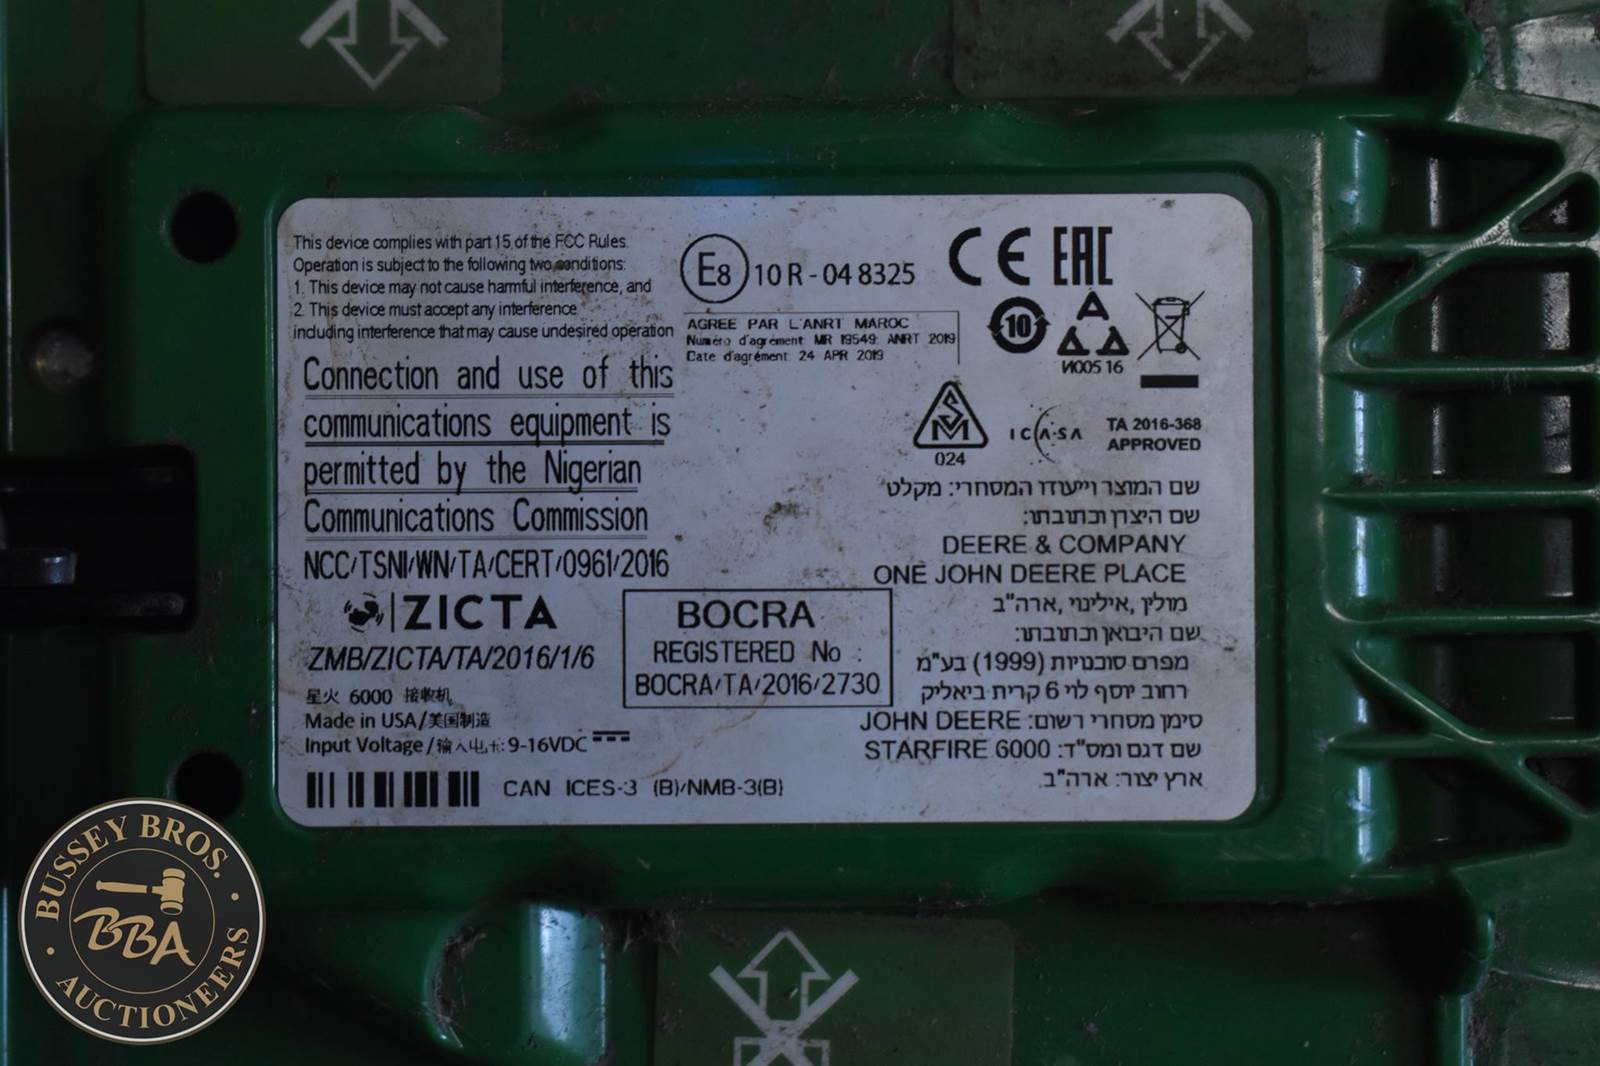 This device complies with part 15 of the FCC Rules.
Operation is subject to the following two conditions:
1. This device may not cause harmful interference, and
2. This device must accept any interference
including interference that may cause undesired operation
Connection and use of this
communications equipment is
permitted by the Nigerian
Communications Commission
NCC/TSNI/WN/TA/CERT/0961/2016
ZICTA
ZMB/ZICTA/TA/2016/1/6
星火 6000 接收机
Made in USA/美国制造
Input Voltage/输入电压: 9-16VDC
CAN ICES-3 (B)/NMB-3(B)
E8 10 R - 04 8325
AGREE PAR L'ANRT MAROC
Numéro d'agrément: MR 19549 ANRT 2019
Date d'agrément: 24 APR 2019
BOCRA
REGISTERED No :
BOCRA/TA/2016/2730
CE EAC
10
И005 16
024
ICASA
TA 2016-368
APPROVED
שם המוצר וייעודו המסחרי: מקלט
שם היצרן וכתובתו:
DEERE & COMPANY
ONE JOHN DEERE PLACE
מולין, אילינוי, ארה"ב
שם היבואן וכתובתו:
מפרם סוכנויות (1999) בע"מ
רחוב יוסף לוי 6 קרית ביאליק
סימן מסחרי רשום: JOHN DEERE
שם דגם ומס"ד: STARFIRE 6000
ארץ יצור: ארה"ב.
BUSSEY BROS.
BBA
AUCTIONEERS